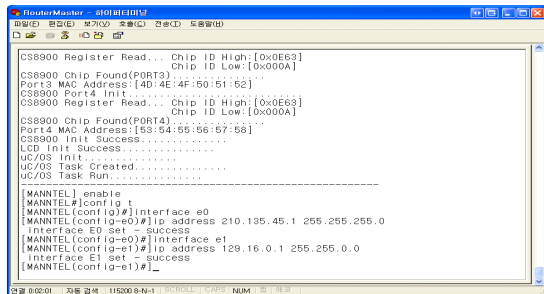 RouterMaster - 하이퍼터미널
파일(F) 편집(E) 보기(V) 호출(C) 전송(T) 도움말(H)
CS8900 Register Read... Chip ID High:[0x0E63]
Chip ID Low:[0x000A]
CS8900 Chip Found(PORT3)...............
Port3 MAC Address:[4D:4E:4F:50:51:52]
CS8900 Port4 Init......................
CS8900 Register Read... Chip ID High:[0x0E63]
Chip ID Low:[0x000A]
CS8900 Chip Found(PORT4)...............
Port4 MAC Address:[53:54:55:56:57:58]
CS8900 Init Success...............
LCD Init Success...............
uC/OS Init...............
uC/OS Task Created...............
uC/OS Task Run...............
------------------------------------------------------------
[MANNTEL] enable
[MANNTEL#]config t
[MANNTEL(config)#]interface e0
[MANNTEL(config-e0)#]ip address 210.135.45.1 255.255.255.0
interface E0 set - success
[MANNTEL(config-e0)#]interface e1
[MANNTEL(config-e1)#]ip address 129.16.0.1 255.255.0.0
interface E1 set - success
[MANNTEL(config-e1)#]_
연결 0:02:01 자동 검색 115200 8-N-1 SCROLL CAPS NUM 캡 에코